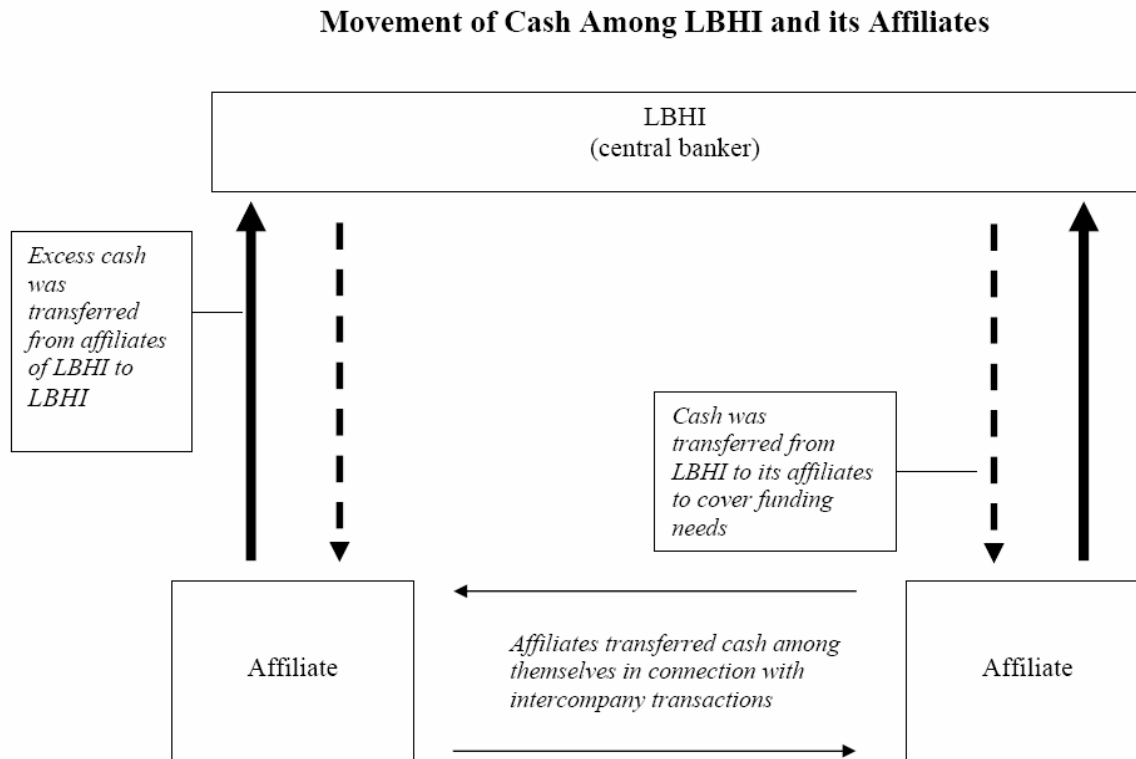 Movement of Cash Among LBHI and its Affiliates
LBHI
(central banker)
Excess cash
was
transferred
from affiliates
of LBHI to
LBHI
Cash was
transferred from
LBHI to its affiliates
to cover funding
needs
Affiliate
Affiliates transferred cash among
themselves in connection with
intercompany transactions
Affiliate